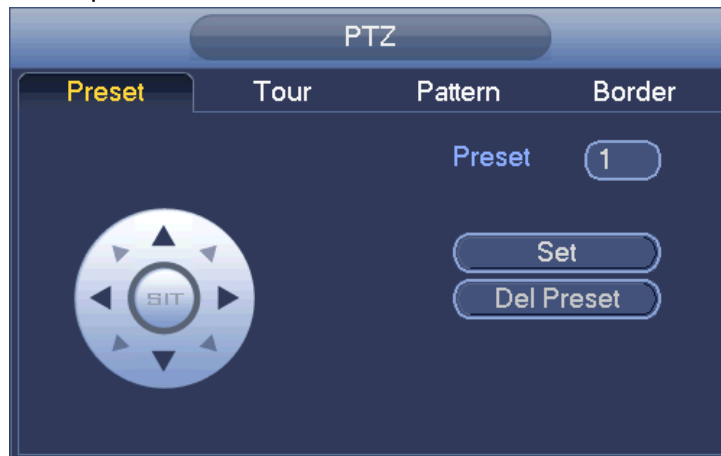 PTZ
Preset Tour Pattern Border
Preset 1
SIT
Set
Del Preset